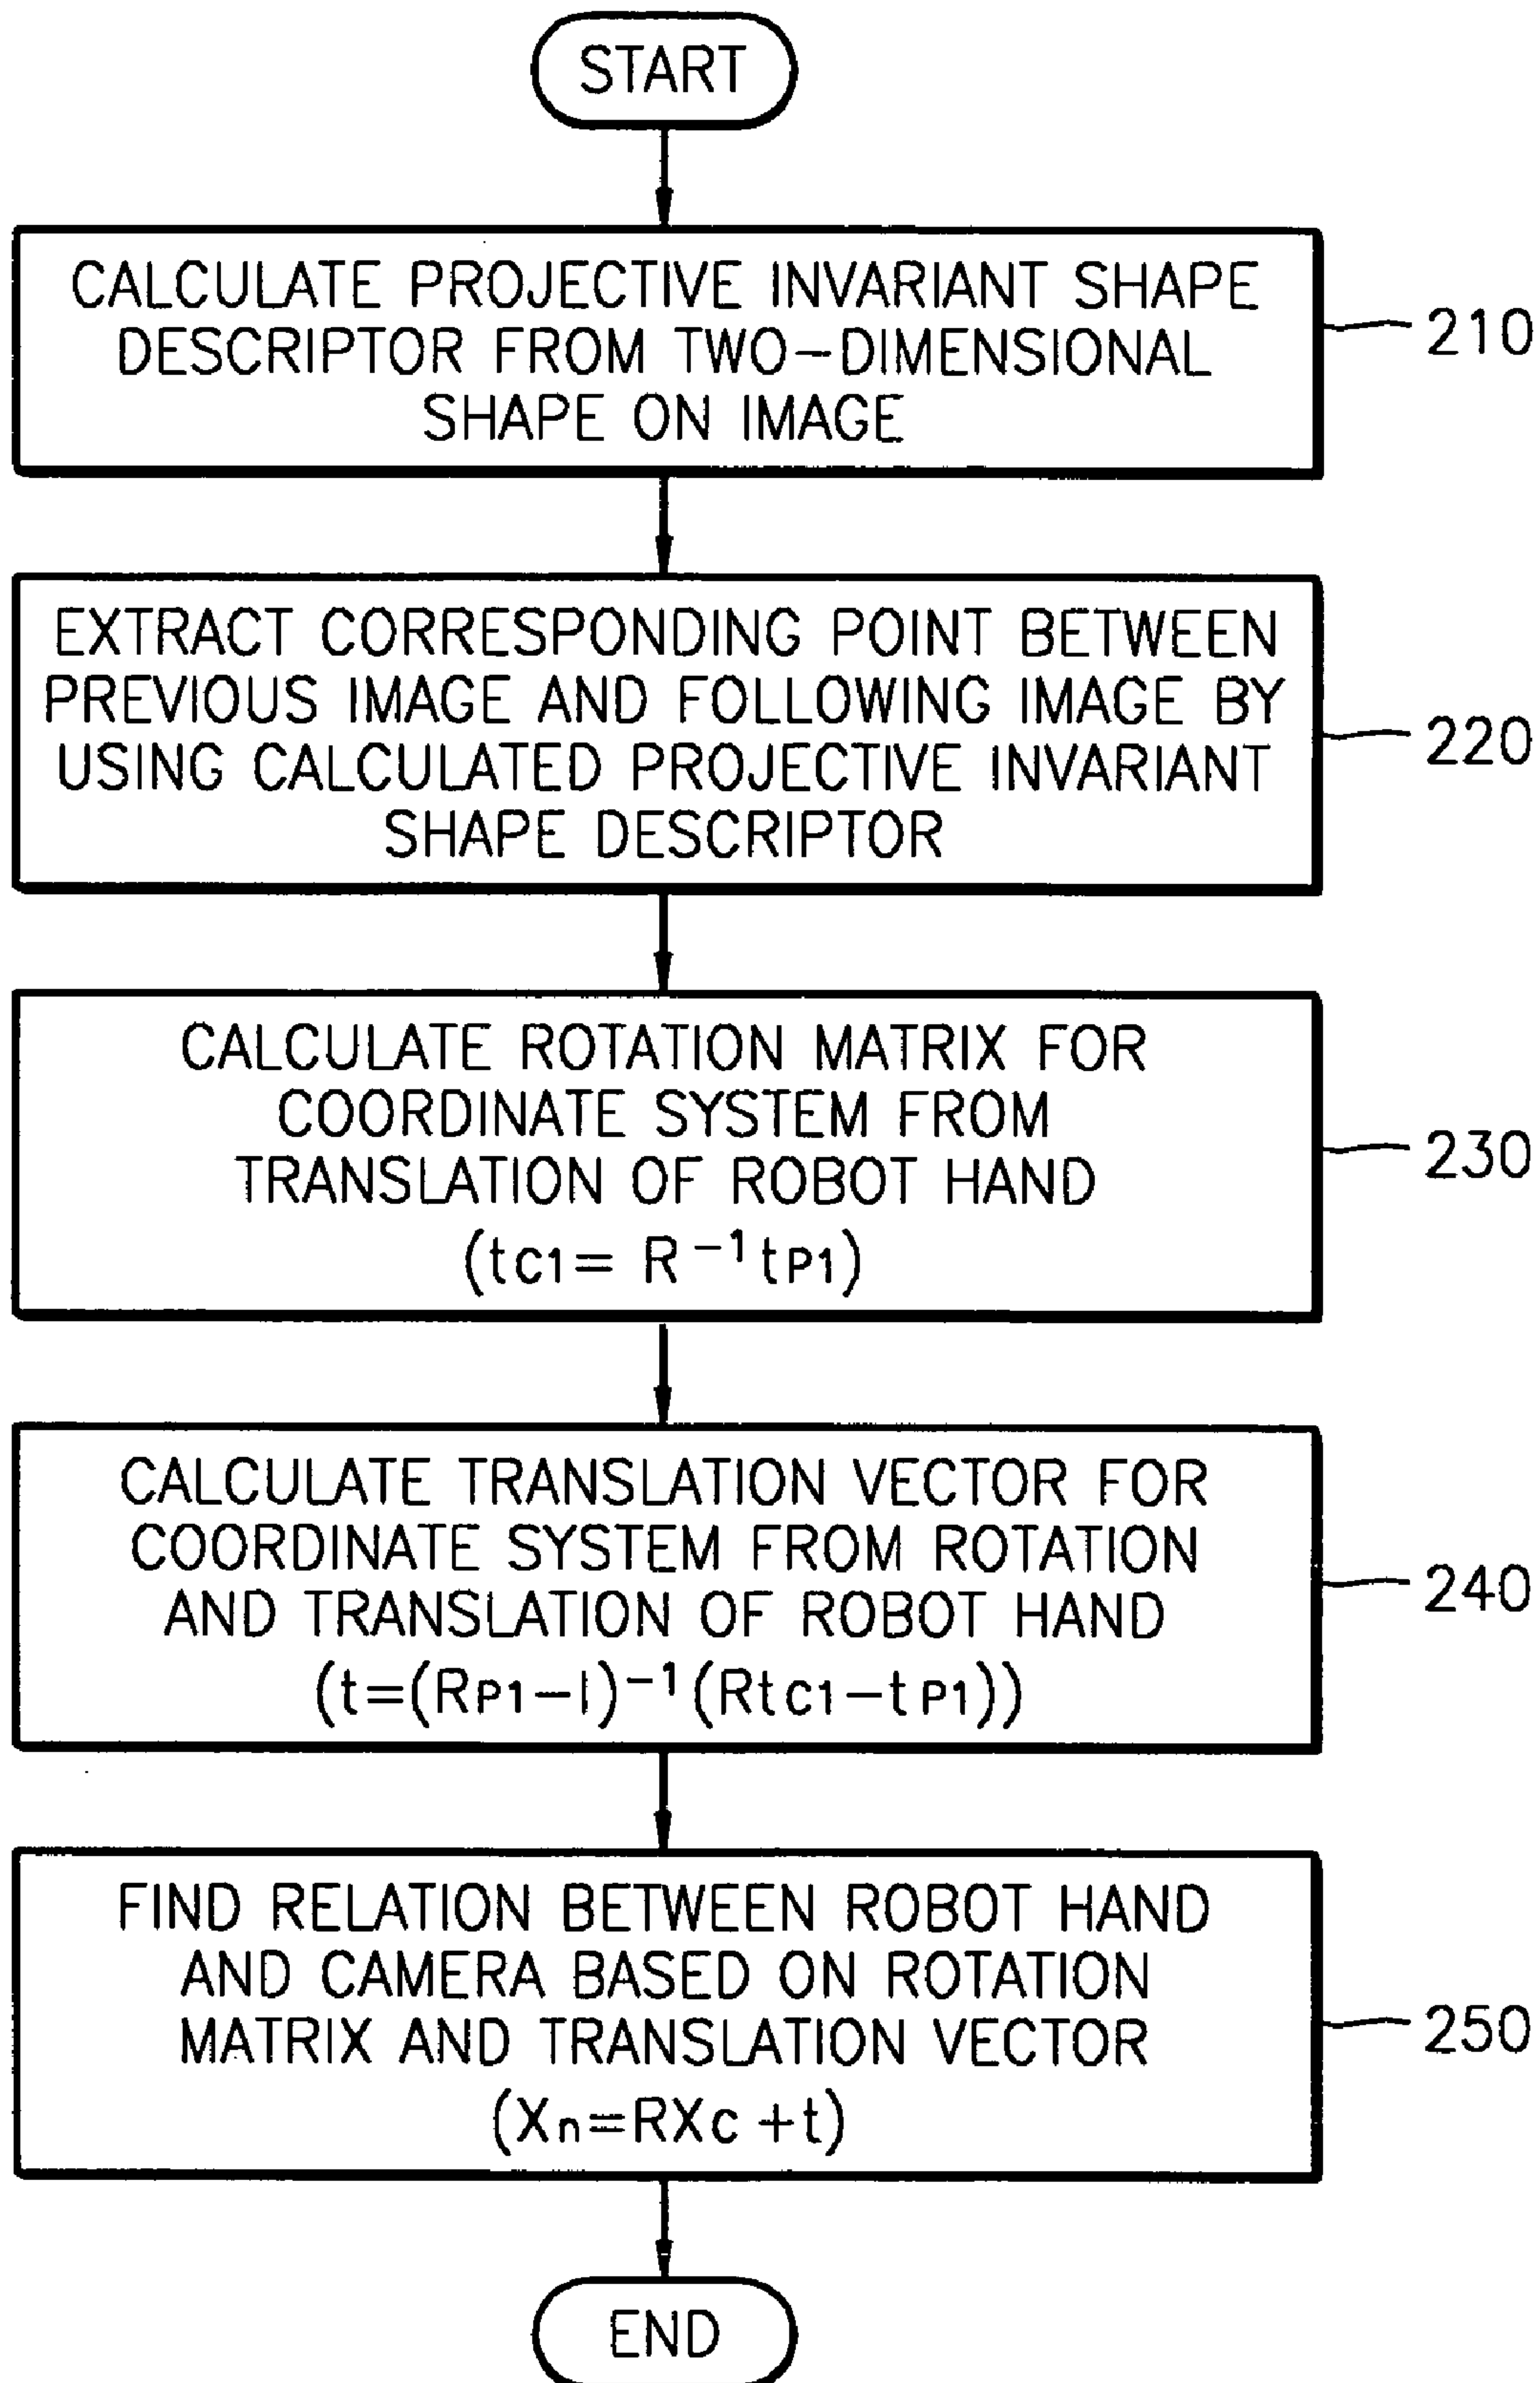 START
CALCULATE PROJECTIVE INVARIANT SHAPE
DESCRIPTOR FROM TWO-DIMENSIONAL
SHAPE ON IMAGE
210
EXTRACT CORRESPONDING POINT BETWEEN
PREVIOUS IMAGE AND FOLLOWING IMAGE BY
USING CALCULATED PROJECTIVE INVARIANT
SHAPE DESCRIPTOR
220
CALCULATE ROTATION MATRIX FOR
COORDINATE SYSTEM FROM
TRANSLATION OF ROBOT HAND
(tC1= R⁻¹tP1)
230
CALCULATE TRANSLATION VECTOR FOR
COORDINATE SYSTEM FROM ROTATION
AND TRANSLATION OF ROBOT HAND
(t=(RP1-I)⁻¹(RtC1-tP1))
240
FIND RELATION BETWEEN ROBOT HAND
AND CAMERA BASED ON ROTATION
MATRIX AND TRANSLATION VECTOR
(Xn=RXc+t)
250
END